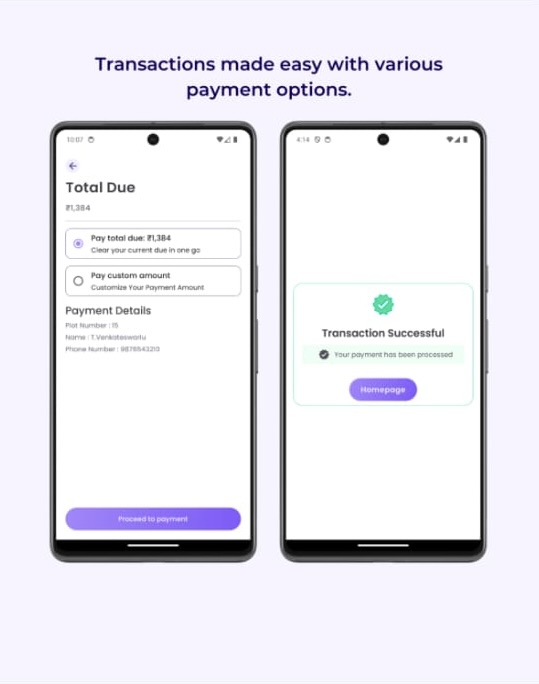 Transactions made easy with various
payment options.
10:07
Total Due
₹1,384
Pay total due: ₹1,384
Clear your current due in one go
Pay custom amount
Customize Your Payment Amount
Payment Details
Plot Number : 15
Name : T.Venkateswarlu
Phone Number : 9876543210
Proceed to payment
4:14
Transaction Successful
Your payment has been processed
Homepage